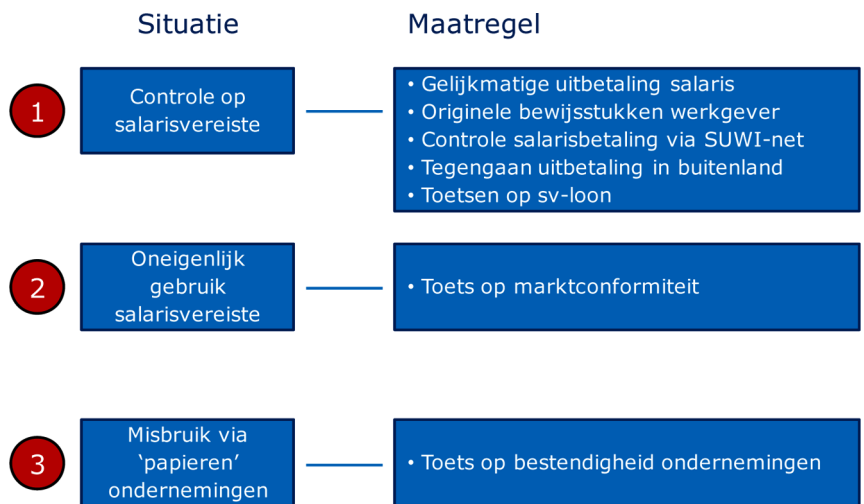 Situatie
Maatregel
1
Controle op
salarisvereiste
• Gelijkmatige uitbetaling salaris
• Originele bewijsstukken werkgever
• Controle salarisbetaling via SUWI-net
• Tegengaan uitbetaling in buitenland
• Toetsen op sv-loon
2
Oneigenlijk
gebruik
salarisvereiste
• Toets op marktconformiteit
3
Misbruik via
‘papieren’
ondernemingen
• Toets op bestendigheid ondernemingen